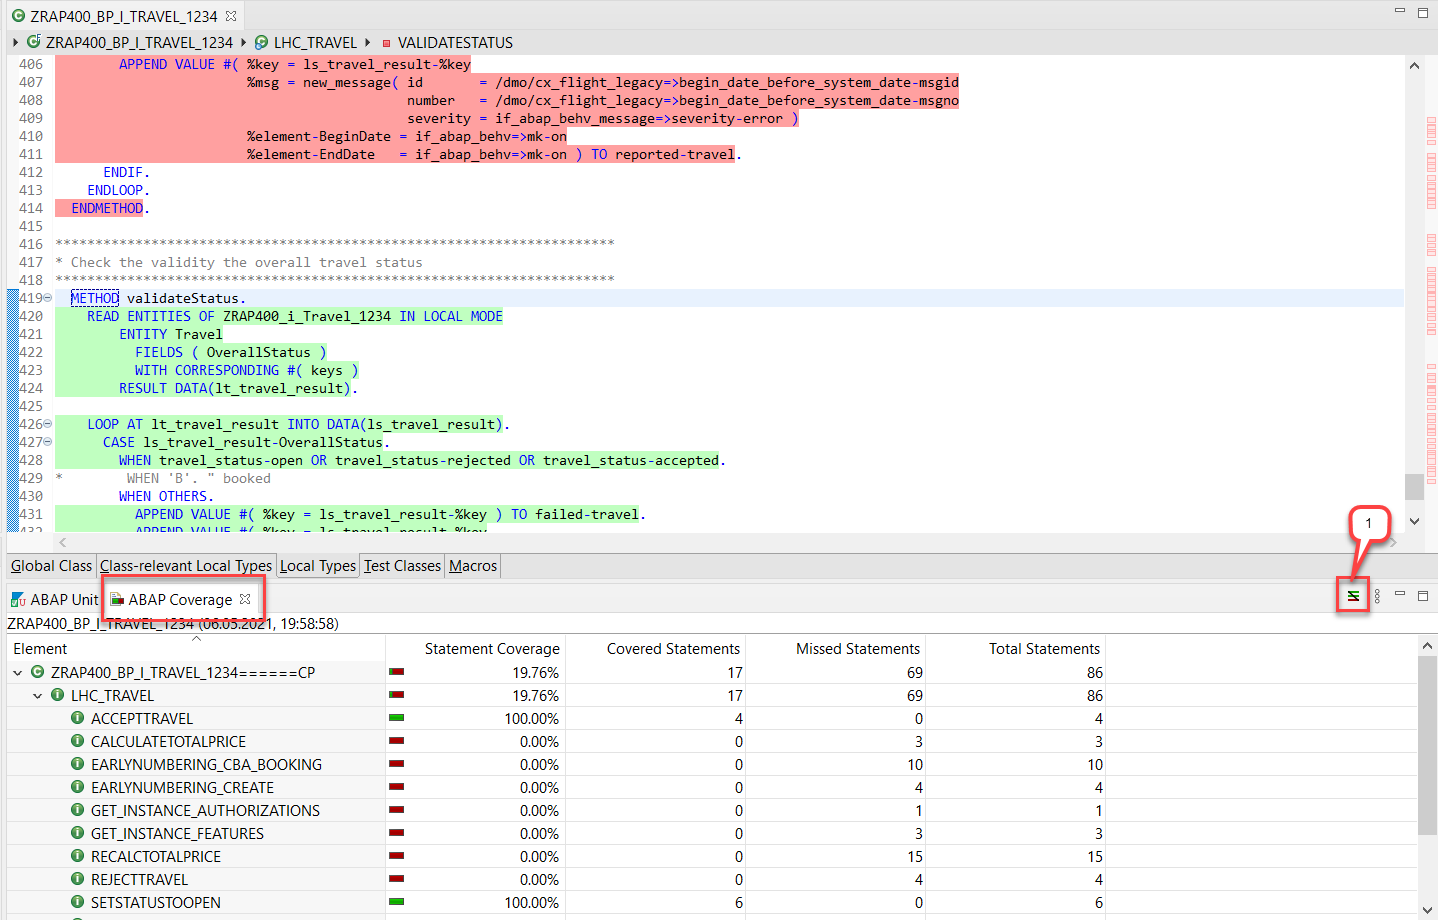 ZRAP400_BP_I_TRAVEL_1234
ZRAP400_BP_I_TRAVEL_1234 LHC_TRAVEL VALIDATESTATUS
406 APPEND VALUE #( %key = ls_travel_result-%key
407 %msg = new_message( id = /dmo/cx_flight_legacy=>begin_date_before_system_date-msgid
408 number = /dmo/cx_flight_legacy=>begin_date_before_system_date-msgno
409 severity = if_abap_behv_message=>severity-error )
410 %element-BeginDate = if_abap_behv=>mk-on
411 %element-EndDate = if_abap_behv=>mk-on ) TO reported-travel.
412 ENDIF.
413 ENDLOOP.
414 ENDMETHOD.
415
416 **********************************************************************
417 * Check the validity the overall travel status
418 **********************************************************************
419 METHOD validateStatus.
420 READ ENTITIES OF ZRAP400_i_Travel_1234 IN LOCAL MODE
421 ENTITY Travel
422 FIELDS ( OverallStatus )
423 WITH CORRESPONDING #( keys )
424 RESULT DATA(lt_travel_result).
425
426 LOOP AT lt_travel_result INTO DATA(ls_travel_result).
427 CASE ls_travel_result-OverallStatus.
428 WHEN travel_status-open OR travel_status-rejected OR travel_status-accepted.
429 * WHEN 'B'. " booked
430 WHEN OTHERS.
431 APPEND VALUE #( %key = ls_travel_result-%key ) TO failed-travel.
432 APPEND VALUE #( %key = ls_travel_result-%key
1
Global Class Class-relevant Local Types Local Types Test Classes Macros
ABAP Unit ABAP Coverage
ZRAP400_BP_I_TRAVEL_1234 (06.05.2021, 19:58:58)
Element Statement Coverage Covered Statements Missed Statements Total Statements
ZRAP400_BP_I_TRAVEL_1234======CP 19.76% 17 69 86
LHC_TRAVEL 19.76% 17 69 86
ACCEPTTRAVEL 100.00% 4 0 4
CALCULATETOTALPRICE 0.00% 0 3 3
EARLYNUMBERING_CBA_BOOKING 0.00% 0 10 10
EARLYNUMBERING_CREATE 0.00% 0 4 4
GET_INSTANCE_AUTHORIZATIONS 0.00% 0 1 1
GET_INSTANCE_FEATURES 0.00% 0 3 3
RECALCTOTALPRICE 0.00% 0 15 15
REJECTTRAVEL 0.00% 0 4 4
SETSTATUSTOOPEN 100.00% 6 0 6